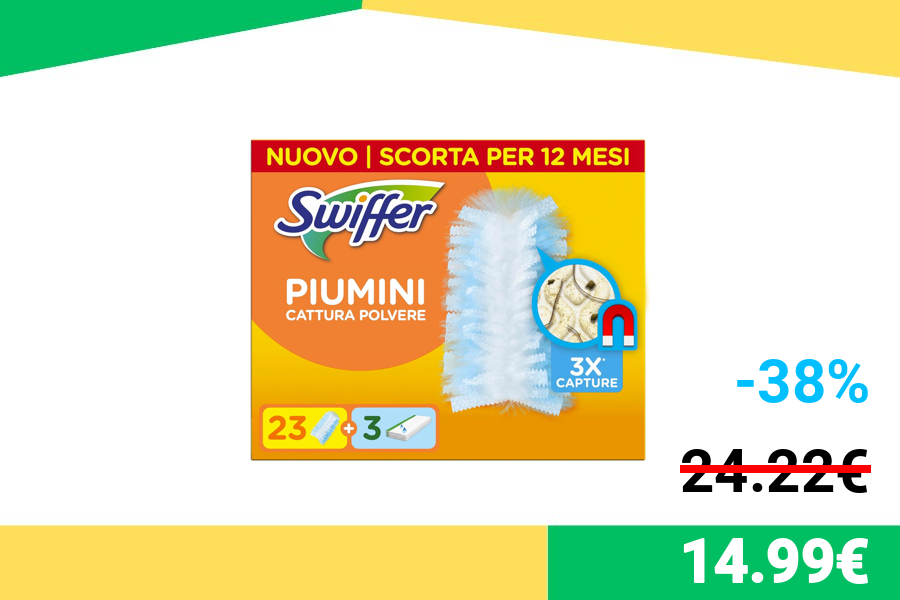 NUOVO | SCORTA PER 12 MESI
Swiffer
PIUMINI
CATTURA POLVERE
3X*
CAPTURE
23 + 3
-38%
24.22€
14.99€